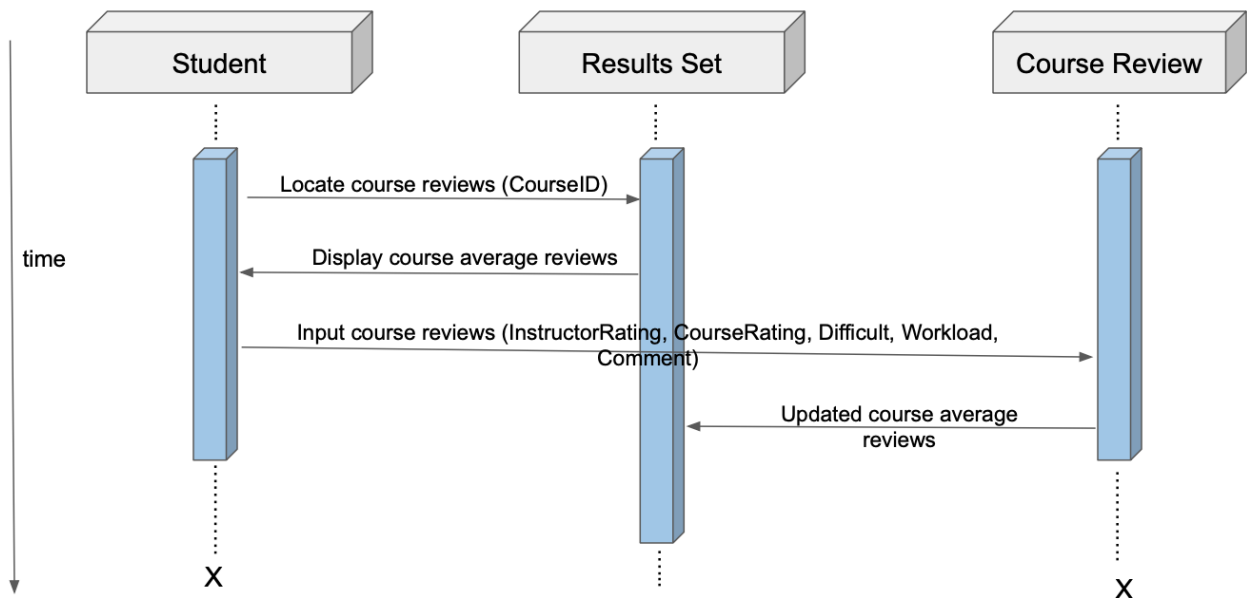 Student
Results Set
Course Review
Locate course reviews (CourseID)
time
Display course average reviews
Input course reviews (InstructorRating, CourseRating, Difficult, Workload,
Comment)
Updated course average
reviews
X
X